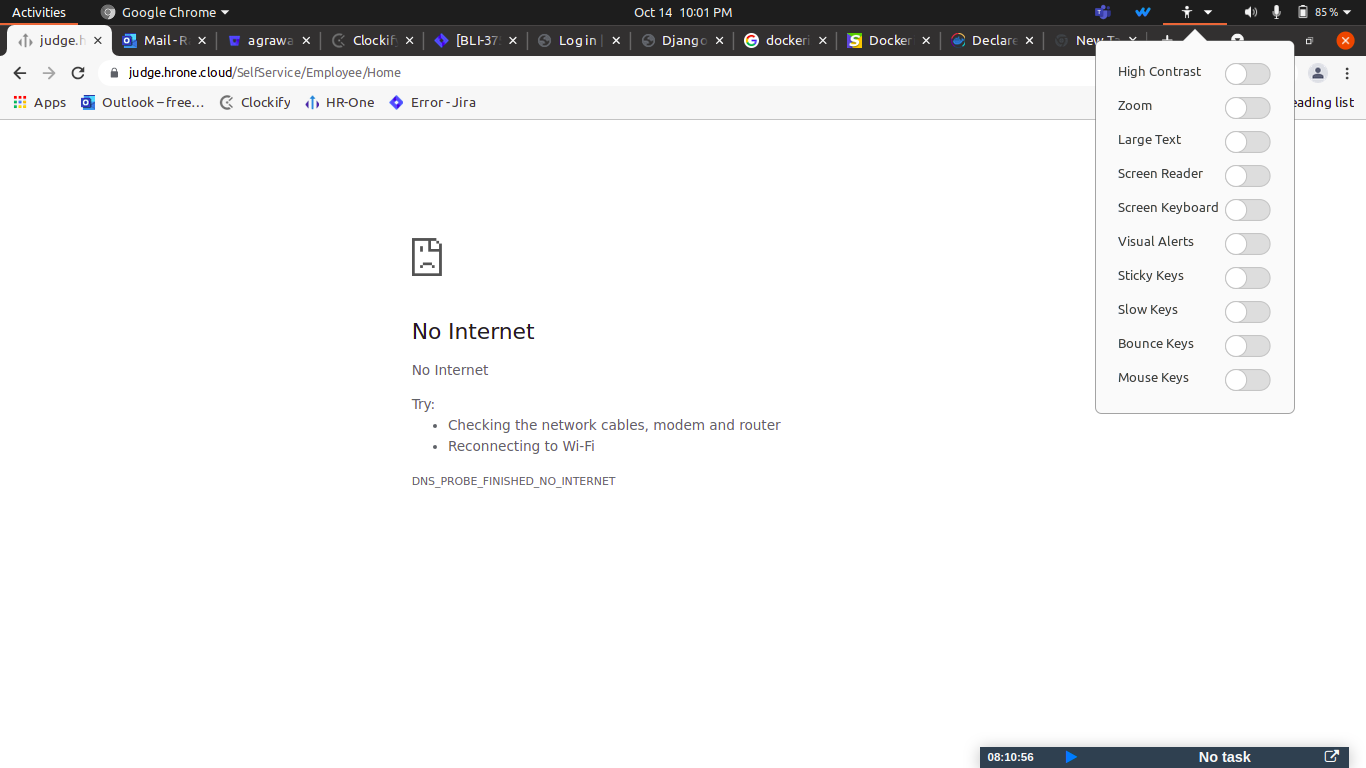 Activities Google Chrome Oct 14 10:01 PM 85 %
judge.h Mail - R agrawa Clockify [BLI-37 Log in Django dockeri Docker Declare New Ta
judge.hrone.cloud/SelfService/Employee/Home
Apps Outlook – free... Clockify HR-One Error - Jira eading list
High Contrast
Zoom
Large Text
Screen Reader
Screen Keyboard
Visual Alerts
Sticky Keys
Slow Keys
Bounce Keys
Mouse Keys
No Internet
No Internet
Try:
• Checking the network cables, modem and router
• Reconnecting to Wi-Fi
DNS_PROBE_FINISHED_NO_INTERNET
08:10:56 No task